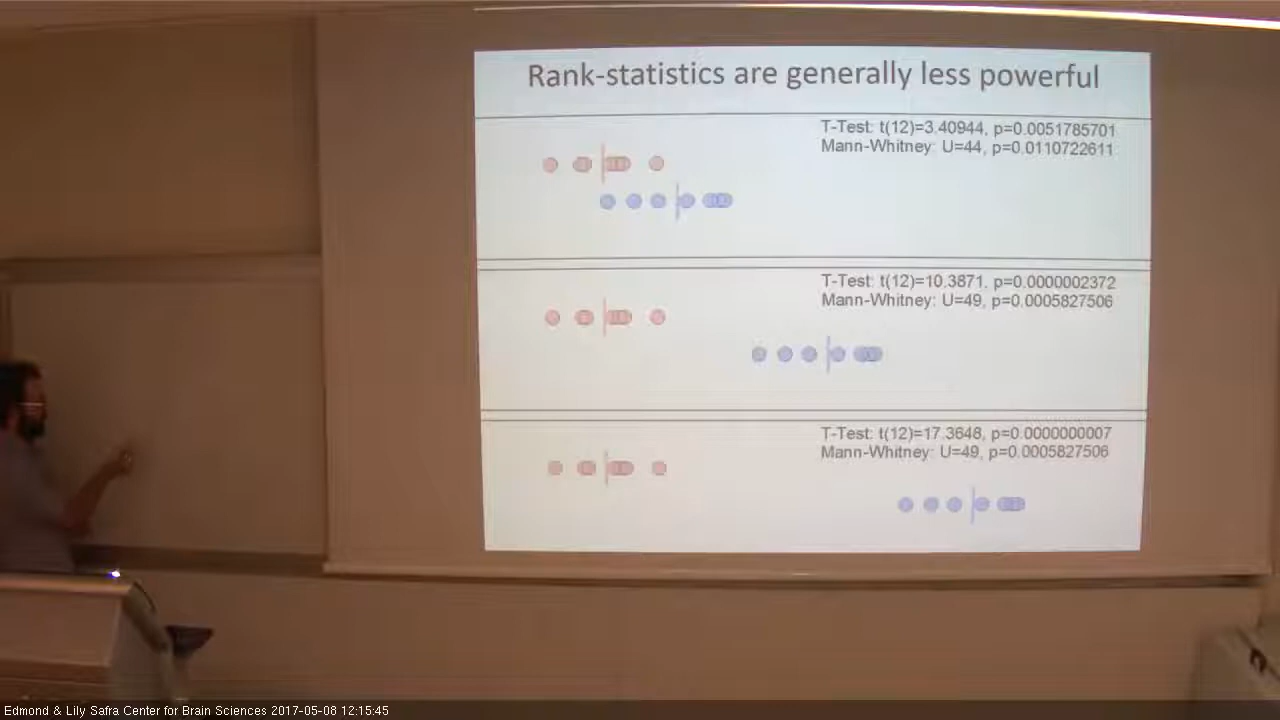 Rank-statistics are generally less powerful
T-Test: t(12)=3.40944, p=0.0051785701
Mann-Whitney: U=44, p=0.0110722611
T-Test: t(12)=10.3871, p=0.0000002372
Mann-Whitney: U=49, p=0.0005827506
T-Test: t(12)=17.3648, p=0.0000000007
Mann-Whitney: U=49, p=0.0005827506
Edmond & Lily Safra Center for Brain Sciences 2017-05-08 12:15:45